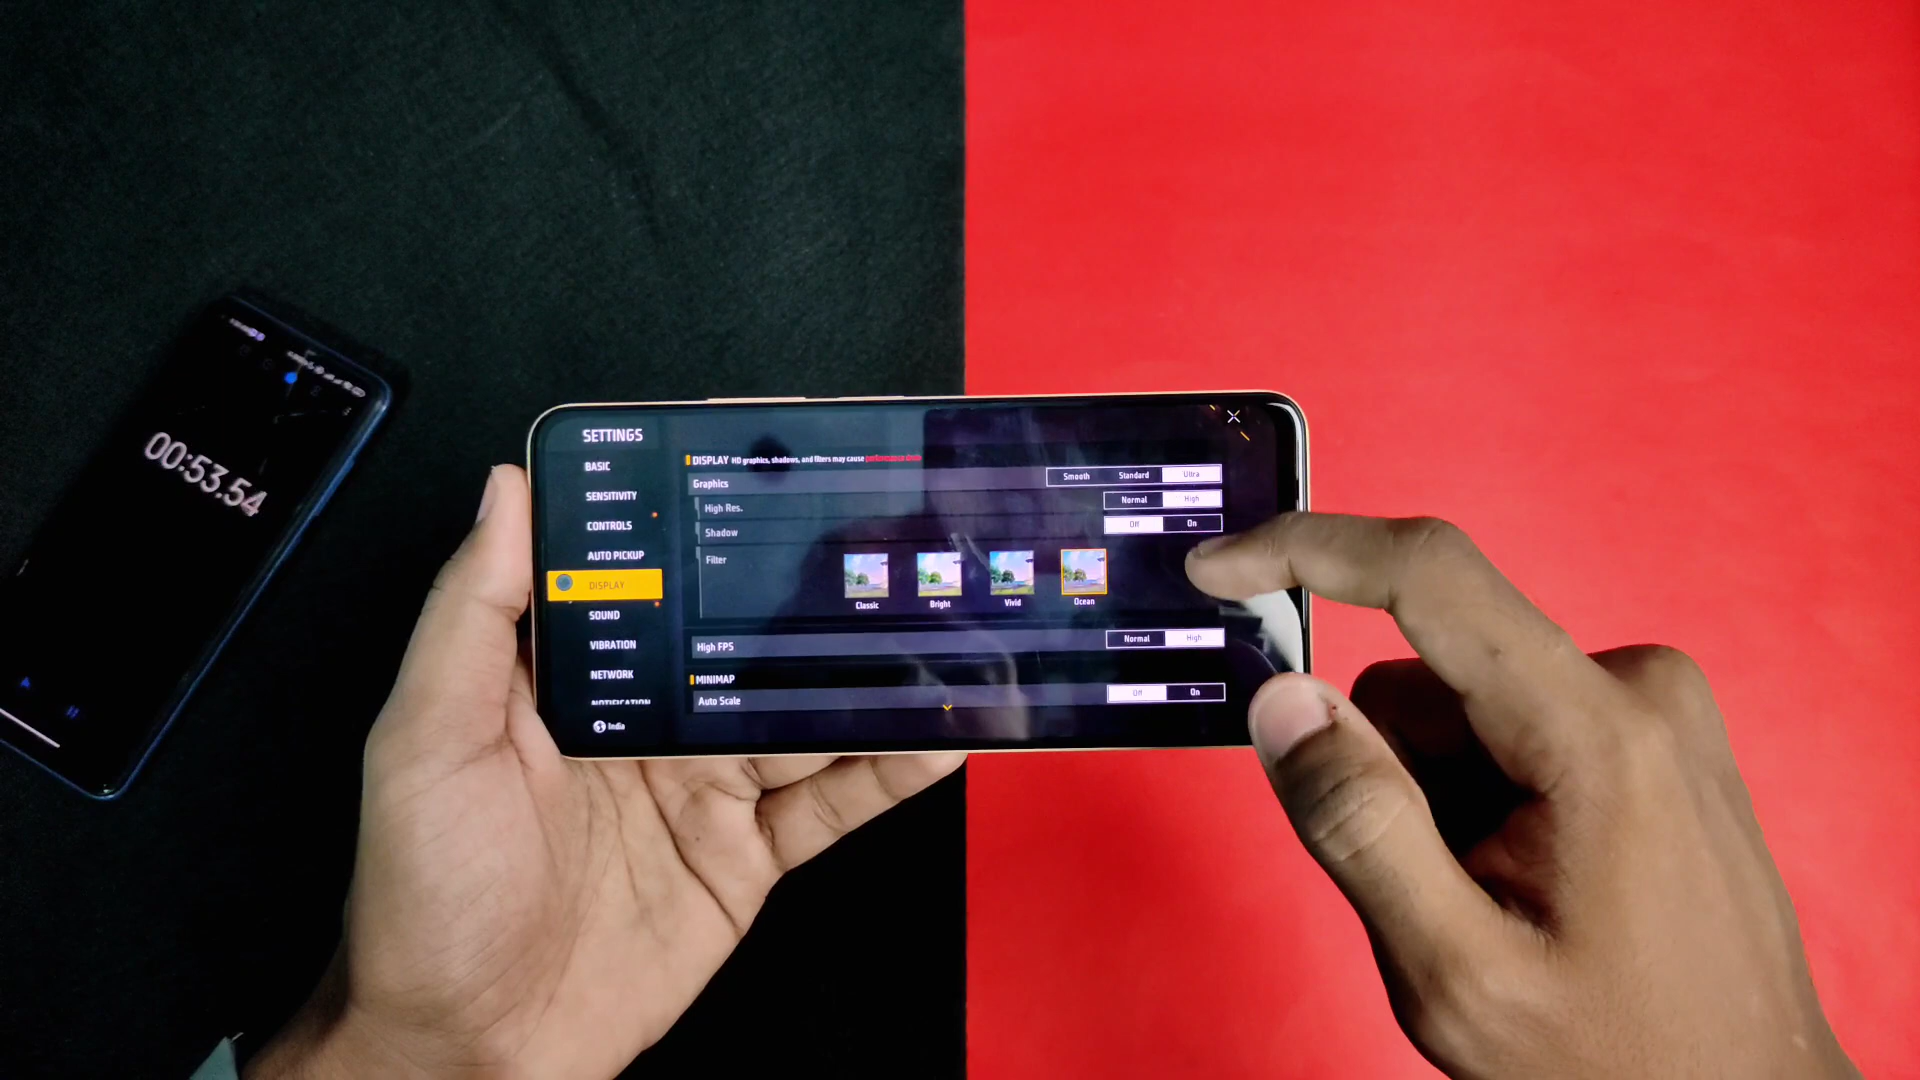 00:53.54
SETTINGS
BASIC
SENSITIVITY
CONTROLS
AUTO PICKUP
DISPLAY
SOUND
VIBRATION
NETWORK
NOTIFICATION
India
DISPLAY HD graphics, shadows, and filters may cause
Graphics
Smooth Standard Ultra
High Res.
Normal High
Shadow
Off On
Filter
Classic Bright Vivid Ocean
High FPS
Normal High
MINIMAP
Auto Scale
Off On